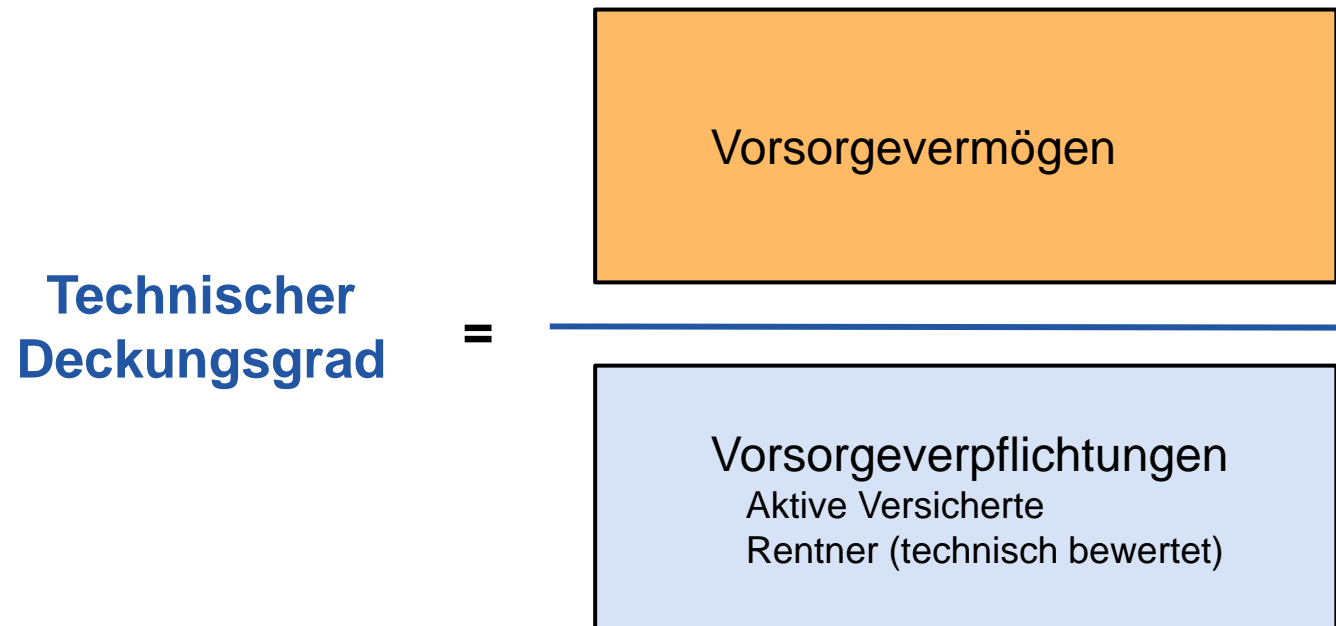 Vorsorgevermögen
Technischer
Deckungsgrad
=
Vorsorgeverpflichtungen
Aktive Versicherte
Rentner (technisch bewertet)